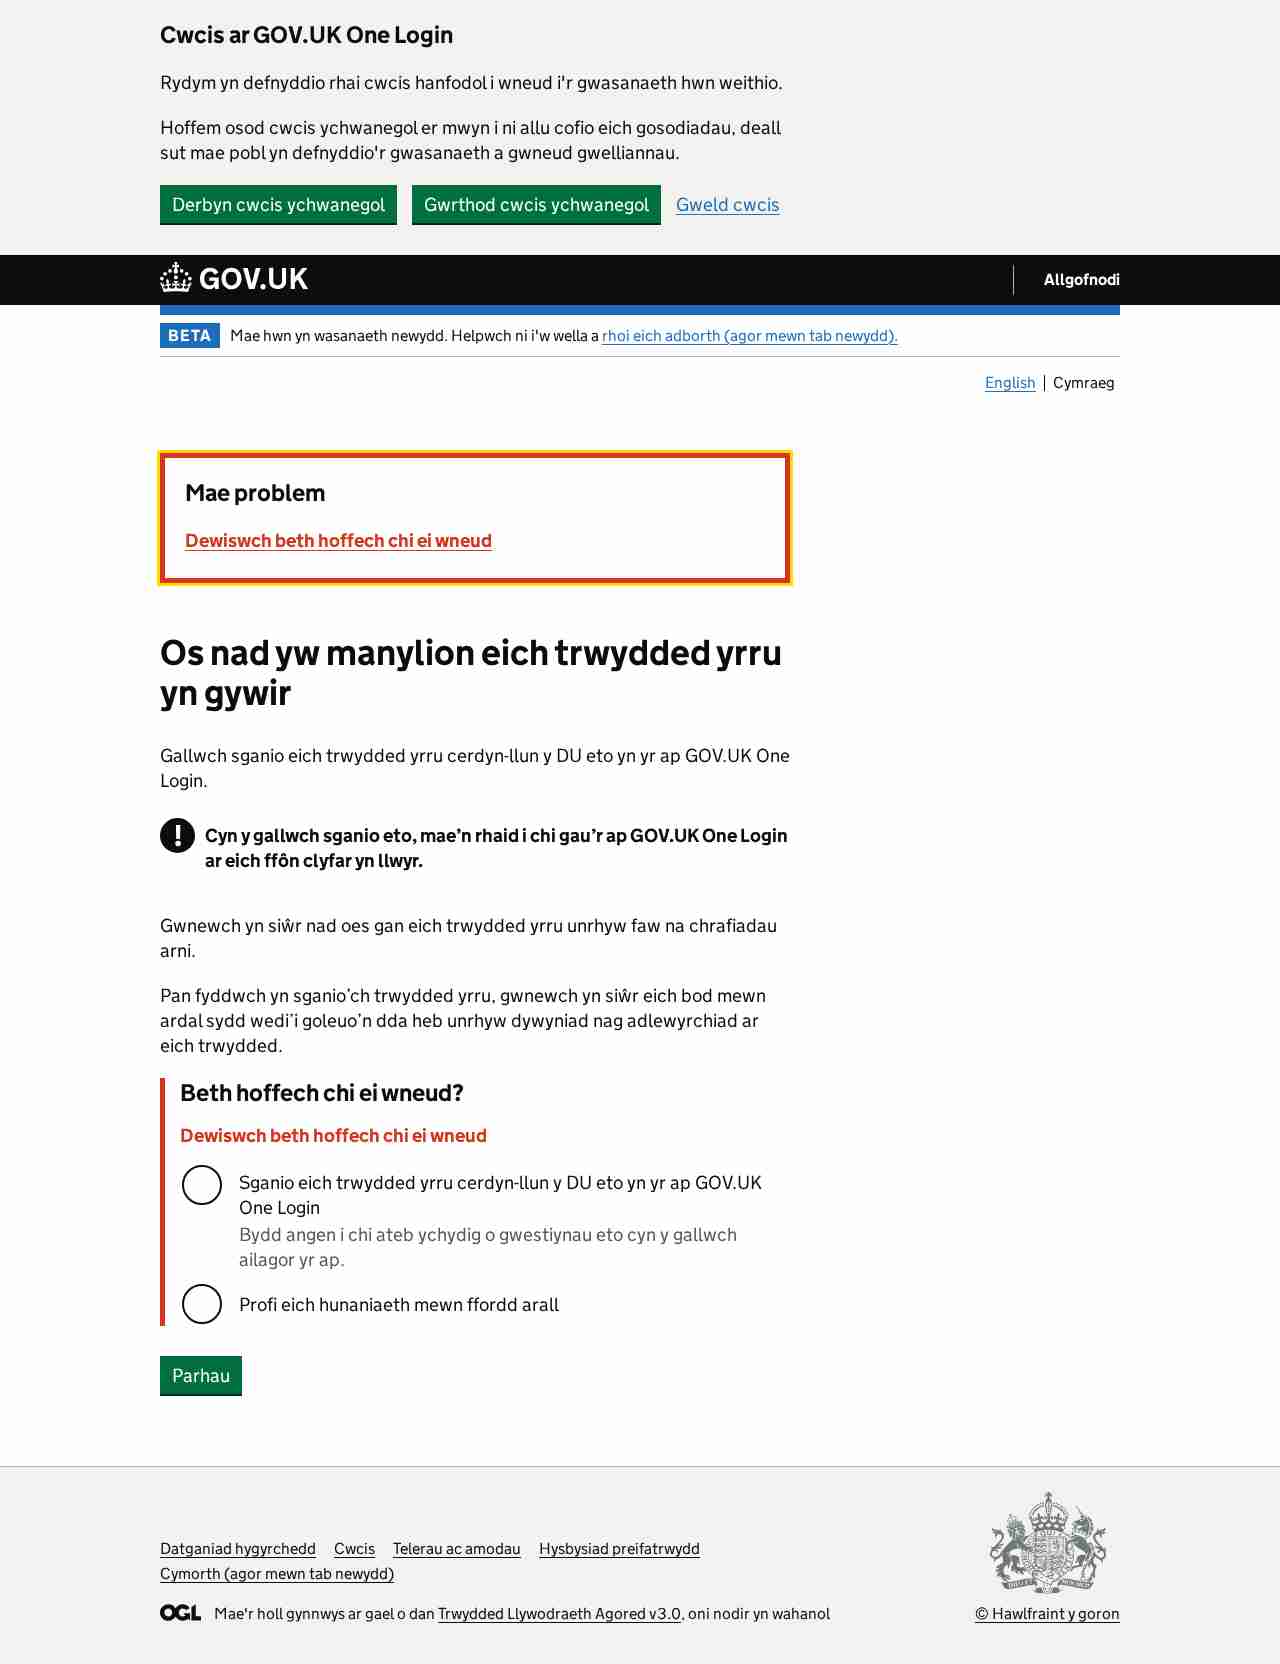 Cwcis ar GOV.UK One Login
Rydym yn defnyddio rhai cwcis hanfodol i wneud i'r gwasanaeth hwn weithio.
Hoffem osod cwcis ychwanegol er mwyn i ni allu cofio eich gosodiadau, deall
sut mae pobl yn defnyddio'r gwasanaeth a gwneud gwelliannau.
Derbyn cwcis ychwanegol Gwrthod cwcis ychwanegol Gweld cwcis
GOV.UK Allgofnodi
BETA Mae hwn yn wasanaeth newydd. Helpwch ni i'w wella a rhoi eich adborth (agor mewn tab newydd).
English Cymraeg
Mae problem
Dewiswch beth hoffech chi ei wneud
Os nad yw manylion eich trwydded yrru
yn gywir
Gallwch sganio eich trwydded yrru cerdyn-llun y DU eto yn yr ap GOV.UK One
Login.
! Cyn y gallwch sganio eto, mae’n rhaid i chi gau’r ap GOV.UK One Login
ar eich ffôn clyfar yn llwyr.
Gwnewch yn siŵr nad oes gan eich trwydded yrru unrhyw faw na chrafiadau
arni.
Pan fyddwch yn sganio’ch trwydded yrru, gwnewch yn siŵr eich bod mewn
ardal sydd wedi’i goleuo’n dda heb unrhyw dywyniad nag adlewyrchiad ar
eich trwydded.
Beth hoffech chi ei wneud?
Dewiswch beth hoffech chi ei wneud
Sganio eich trwydded yrru cerdyn-llun y DU eto yn yr ap GOV.UK
One Login
Bydd angen i chi ateb ychydig o gwestiynau eto cyn y gallwch
ailagor yr ap.
Profi eich hunaniaeth mewn ffordd arall
Parhau
Datganiad hygyrchedd Cwcis Telerau ac amodau Hysbysiad preifatrwydd
Cymorth (agor mewn tab newydd)
OGL Mae'r holl gynnwys ar gael o dan Trwydded Llywodraeth Agored v3.0, oni nodir yn wahanol
© Hawlfraint y goron